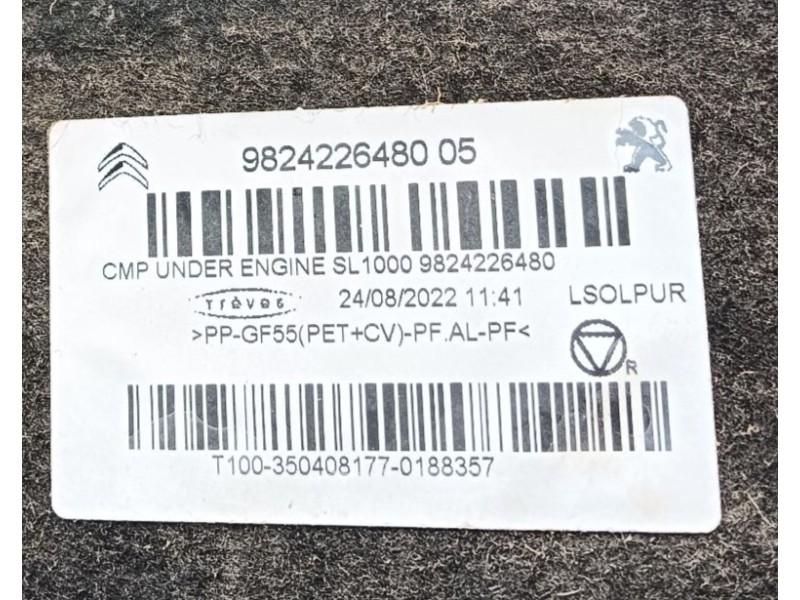 9824226480 05
CMP UNDER ENGINE SL1000 9824226480
Trèves 24/08/2022 11:41 LSOLPUR
>PP-GF55(PET+CV)-PF.AL-PF<
R
T100-350408177-0188357